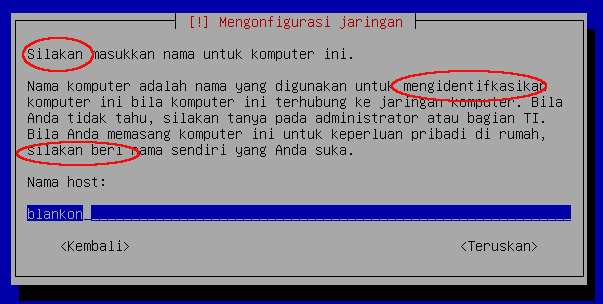 [!] Mengonfigurasi jaringan
Silakan masukkan nama untuk komputer ini.
Nama komputer adalah nama yang digunakan untuk mengidentifkasikan
komputer ini bila komputer ini terhubung ke jaringan komputer. Bila
Anda tidak tahu, silakan tanya pada administrator atau bagian TI.
Bila Anda memasang komputer ini untuk keperluan pribadi di rumah,
silakan beri nama sendiri yang Anda suka.
Nama host:
blankon
<Kembali> <Teruskan>